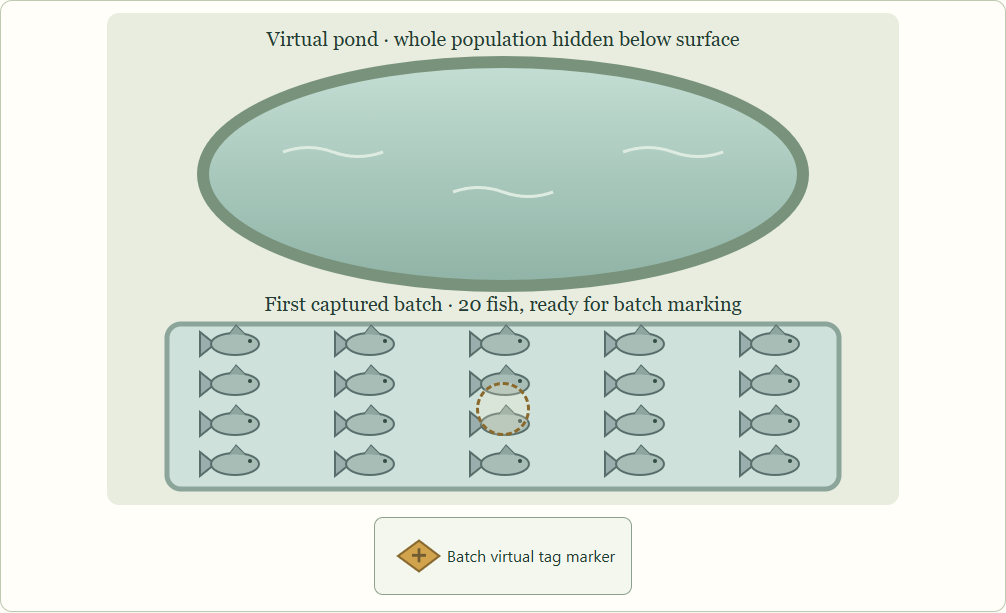 Virtual pond · whole population hidden below surface
First captured batch · 20 fish, ready for batch marking
Batch virtual tag marker